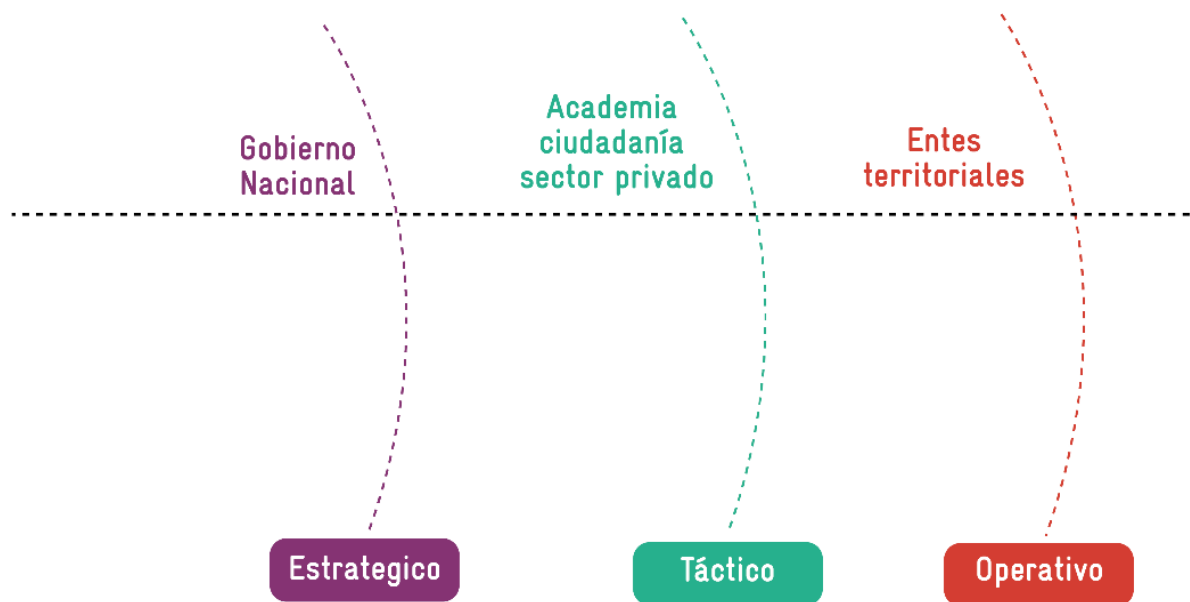 Gobierno
Nacional
Academia
ciudadanía
sector privado
Entes
territoriales
Estrategico
Táctico
Operativo